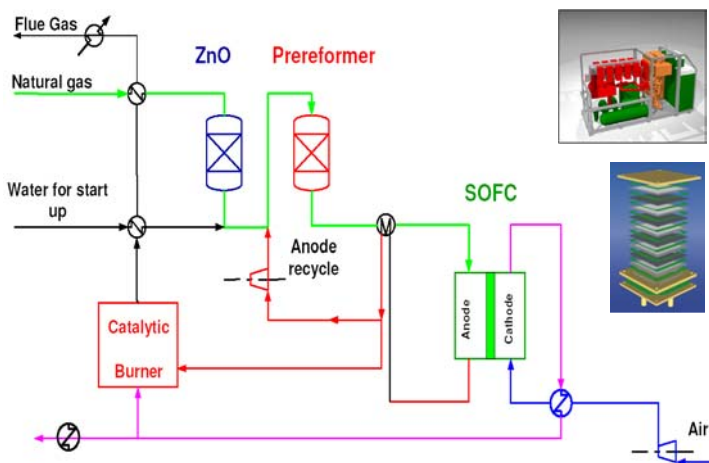 Flue Gas
ZnO
Prereformer
Natural gas
Water for start
up
SOFC
Anode
recycle
Anode
Cathode
Catalytic
Burner
Air